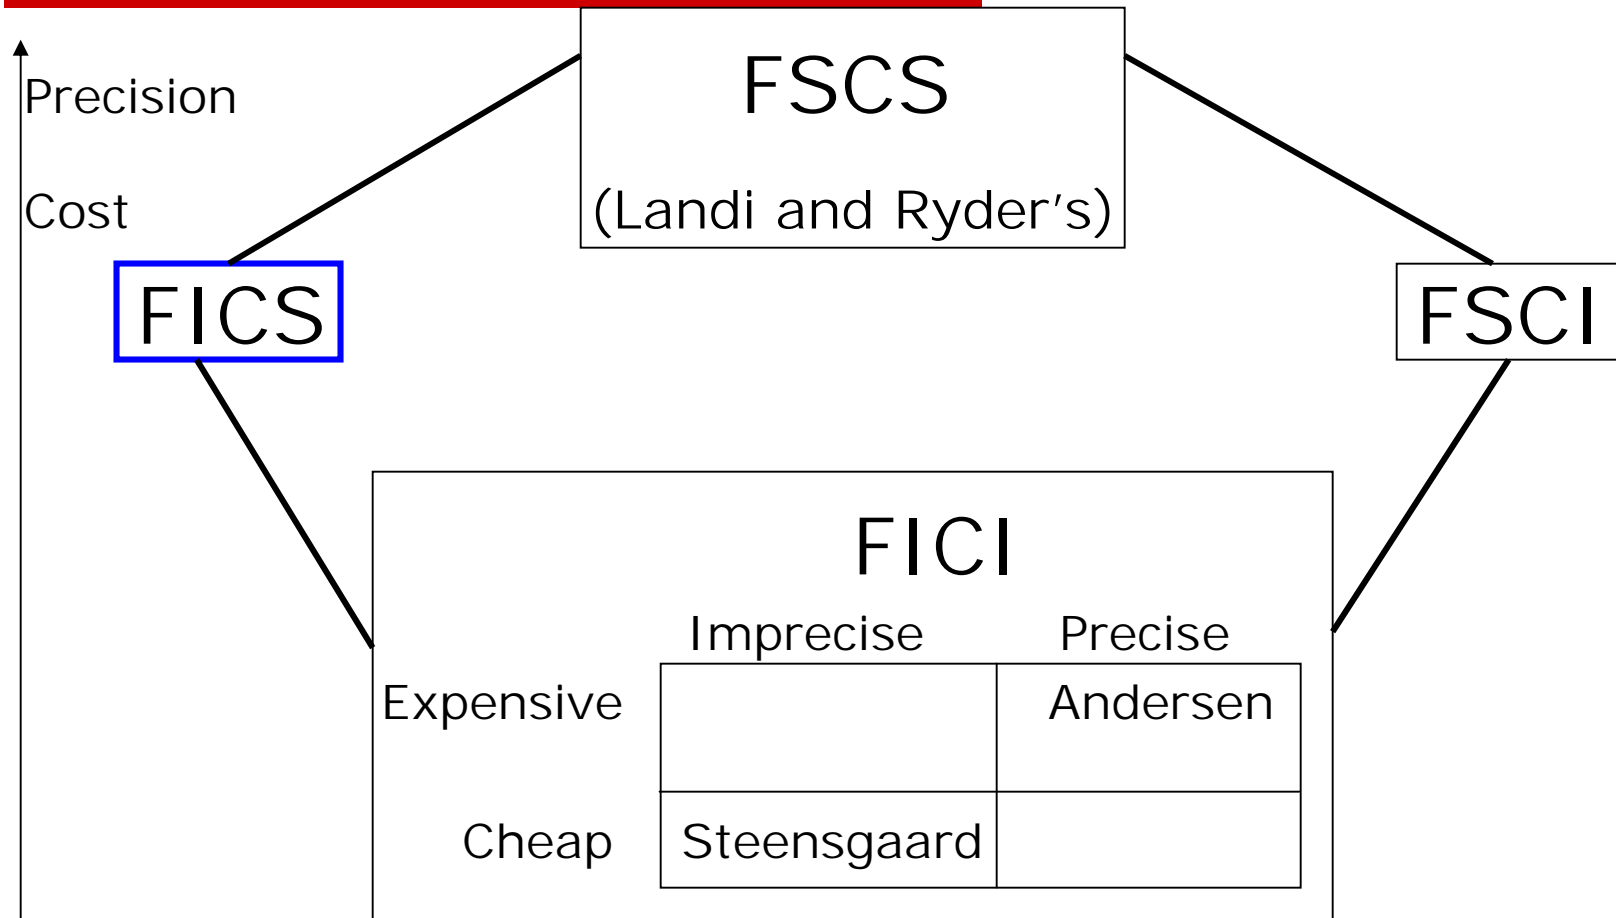 FSCS
Precision
(Landi and Ryder's)
Cost
FICS
FSCI
FICI
Imprecise Precise
Expensive Andersen
Cheap Steensgaard